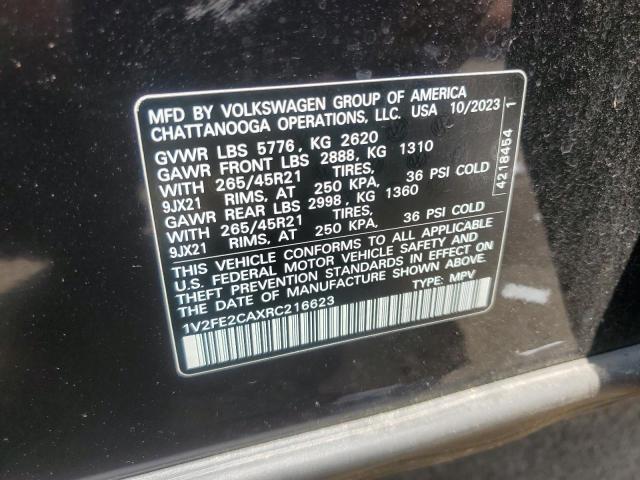 MFD BY VOLKSWAGEN GROUP OF AMERICA
CHATTANOOGA OPERATIONS, LLC. USA 10/2023
GVWR LBS 5776, KG 2620
GAWR FRONT LBS 2888, KG 1310
WITH 265/45R21 TIRES,
9JX21 RIMS, AT 250 KPA, 36 PSI COLD
GAWR REAR LBS 2998, KG 1360
WITH 265/45R21 TIRES,
9JX21 RIMS, AT 250 KPA, 36 PSI COLD
THIS VEHICLE CONFORMS TO ALL APPLICABLE
U.S. FEDERAL MOTOR VEHICLE SAFETY AND
THEFT PREVENTION STANDARDS IN EFFECT ON
THE DATE OF MANUFACTURE SHOWN ABOVE.
1V2FE2CAXRC216623 TYPE: MPV
4218454 1